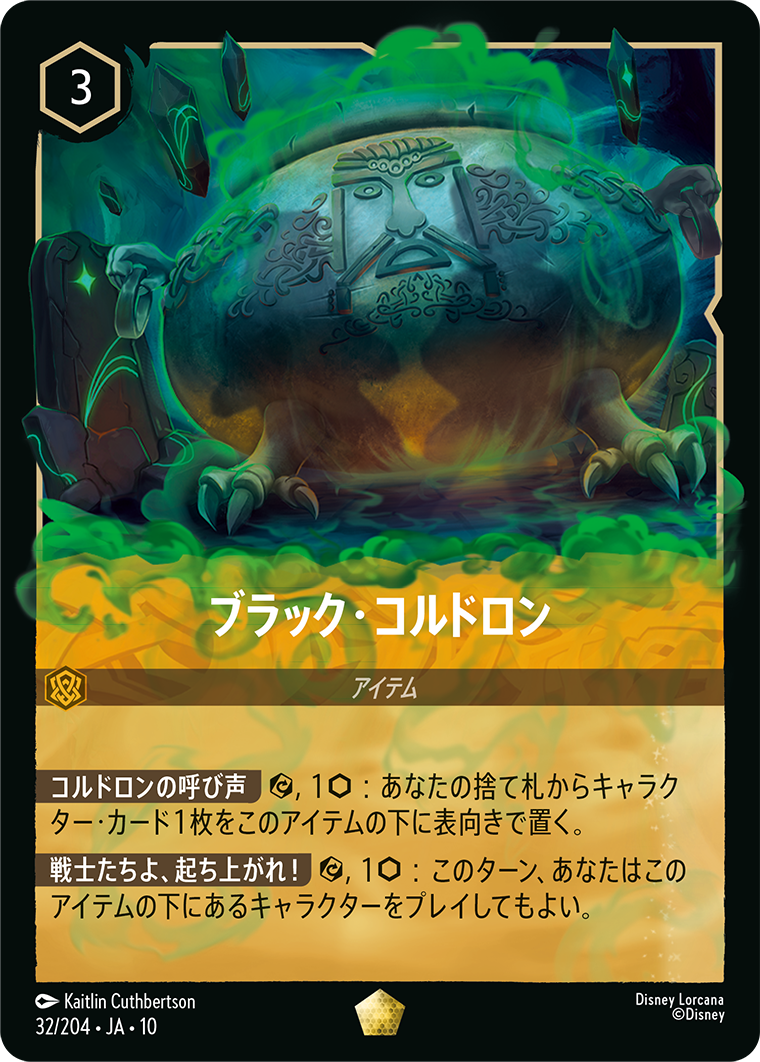 3
ブラック・コルドロン
アイテム
コルドロンの呼び声 , 1 : あなたの捨て札からキャラク
ター・カード1枚をこのアイテムの下に表向きで置く。
戦士たちよ、起ち上がれ! , 1 : このターン、あなたはこの
アイテムの下にあるキャラクターをプレイしてもよい。
Kaitlin Cuthbertson
32/204 • JA • 10
Disney Lorcana
©Disney